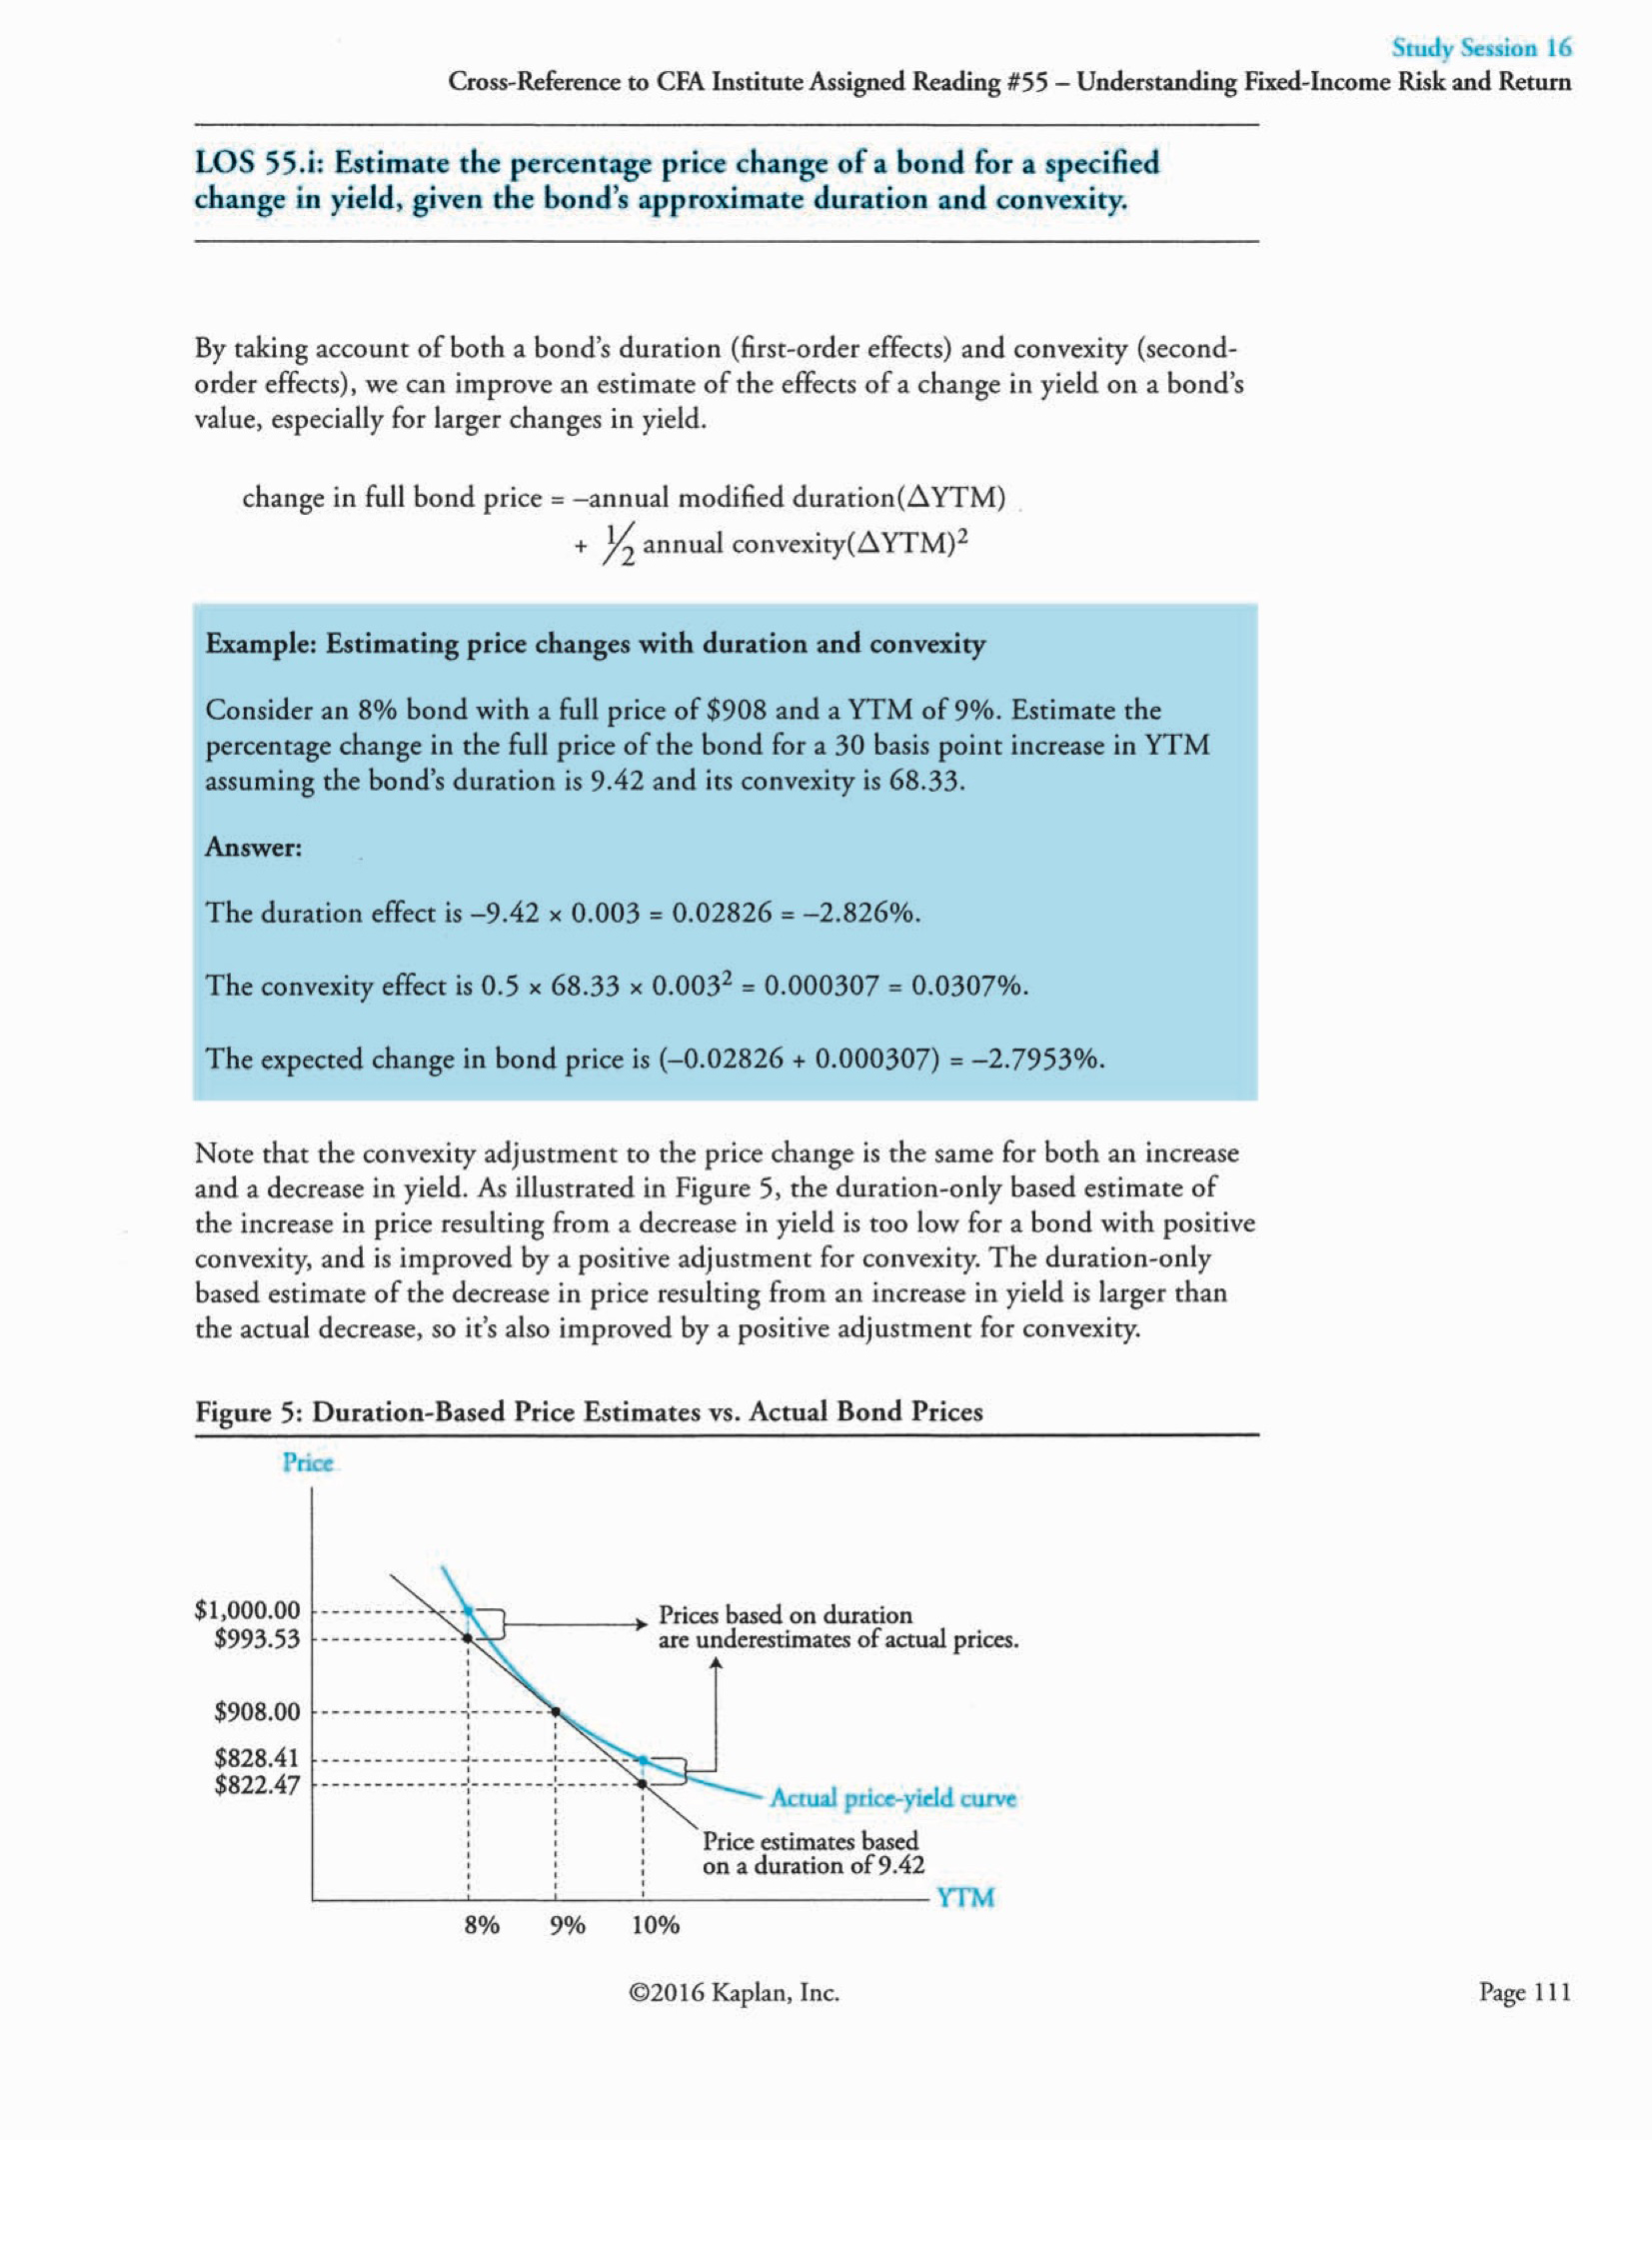 Study Session 16
Cross-Reference to CFA Institute Assigned Reading #55 – Understanding Fixed-Income Risk and Return
LOS 55.i: Estimate the percentage price change of a bond for a specified
change in yield, given the bond's approximate duration and convexity.
By taking account of both a bond's duration (first-order effects) and convexity (second-
order effects), we can improve an estimate of the effects of a change in yield on a bond's
value, especially for larger changes in yield.
change in full bond price = –annual modified duration(△YTM)
+ ½ annual convexity(△YTM)²
Example: Estimating price changes with duration and convexity
Consider an 8% bond with a full price of $908 and a YTM of 9%. Estimate the
percentage change in the full price of the bond for a 30 basis point increase in YTM
assuming the bond's duration is 9.42 and its convexity is 68.33.
Answer:
The duration effect is –9.42 × 0.003 = 0.02826 = –2.826%.
The convexity effect is 0.5 × 68.33 × 0.003² = 0.000307 = 0.0307%.
The expected change in bond price is (–0.02826 + 0.000307) = –2.7953%.
Note that the convexity adjustment to the price change is the same for both an increase
and a decrease in yield. As illustrated in Figure 5, the duration-only based estimate of
the increase in price resulting from a decrease in yield is too low for a bond with positive
convexity, and is improved by a positive adjustment for convexity. The duration-only
based estimate of the decrease in price resulting from an increase in yield is larger than
the actual decrease, so it's also improved by a positive adjustment for convexity.
Figure 5: Duration-Based Price Estimates vs. Actual Bond Prices
Price
$1,000.00
$993.53
Prices based on duration
are underestimates of actual prices.
$908.00
$828.41
$822.47
Actual price-yield curve
Price estimates based
on a duration of 9.42
YTM
8% 9% 10%
©2016 Kaplan, Inc.
Page 111